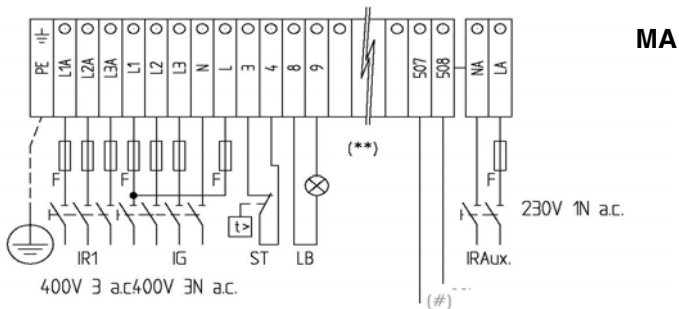 MA
PE L1A L2A L3A L1 L2 L3 N L 3 4 8 9 507 508 NA LA
(**)
F F F F
t>
230V 1N a.c.
IR1 IG ST LB IRAux.
400V 3 a.c.400V 3N a.c.
(#)